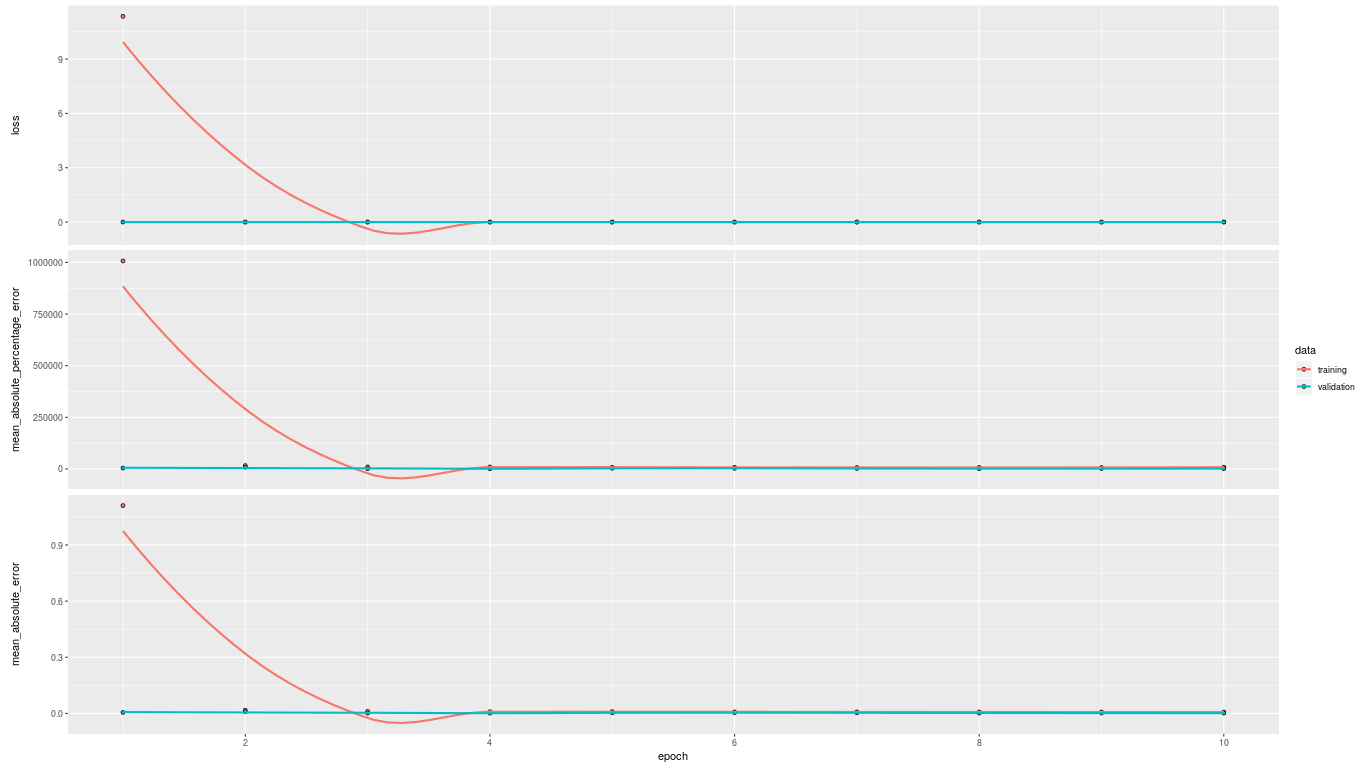 loss
9
6
3
0
mean_absolute_percentage_error
1000000
750000
500000
250000
0
mean_absolute_error
0.9
0.6
0.3
0.0
2
4
6
8
10
epoch
data
training
validation